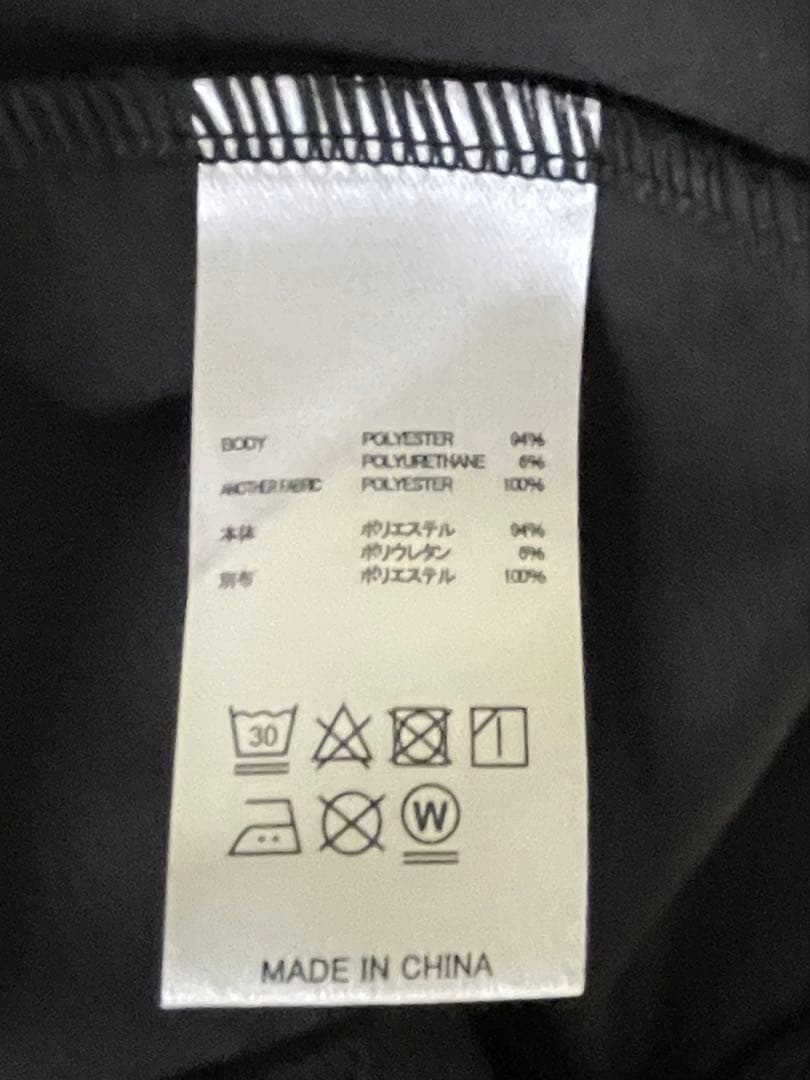 BODY POLYESTER 94%
POLYURETHANE 6%
ANOTHER FABRIC POLYESTER 100%
本体 ポリエステル 94%
ポリウレタン 6%
別布 ポリエステル 100%
30
W
MADE IN CHINA